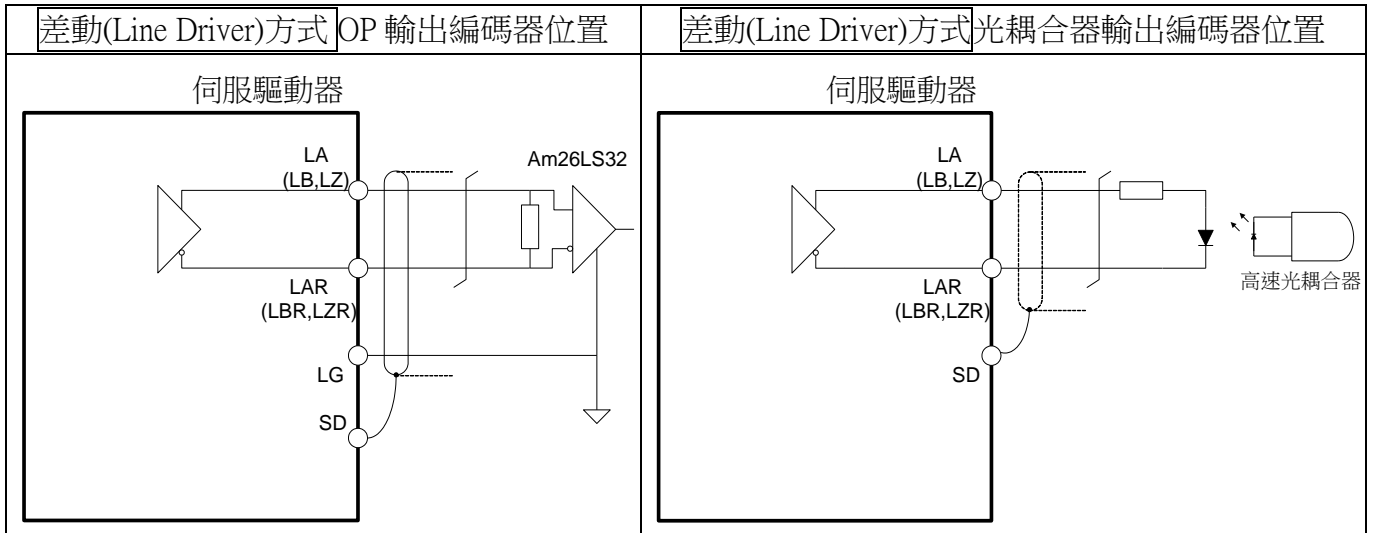 差動(Line Driver)方式 OP 輸出編碼器位置
差動(Line Driver)方式光耦合器輸出編碼器位置
伺服驅動器
LA
(LB,LZ)
Am26LS32
LAR
(LBR,LZR)
LG
SD
伺服驅動器
LA
(LB,LZ)
高速光耦合器
LAR
(LBR,LZR)
SD